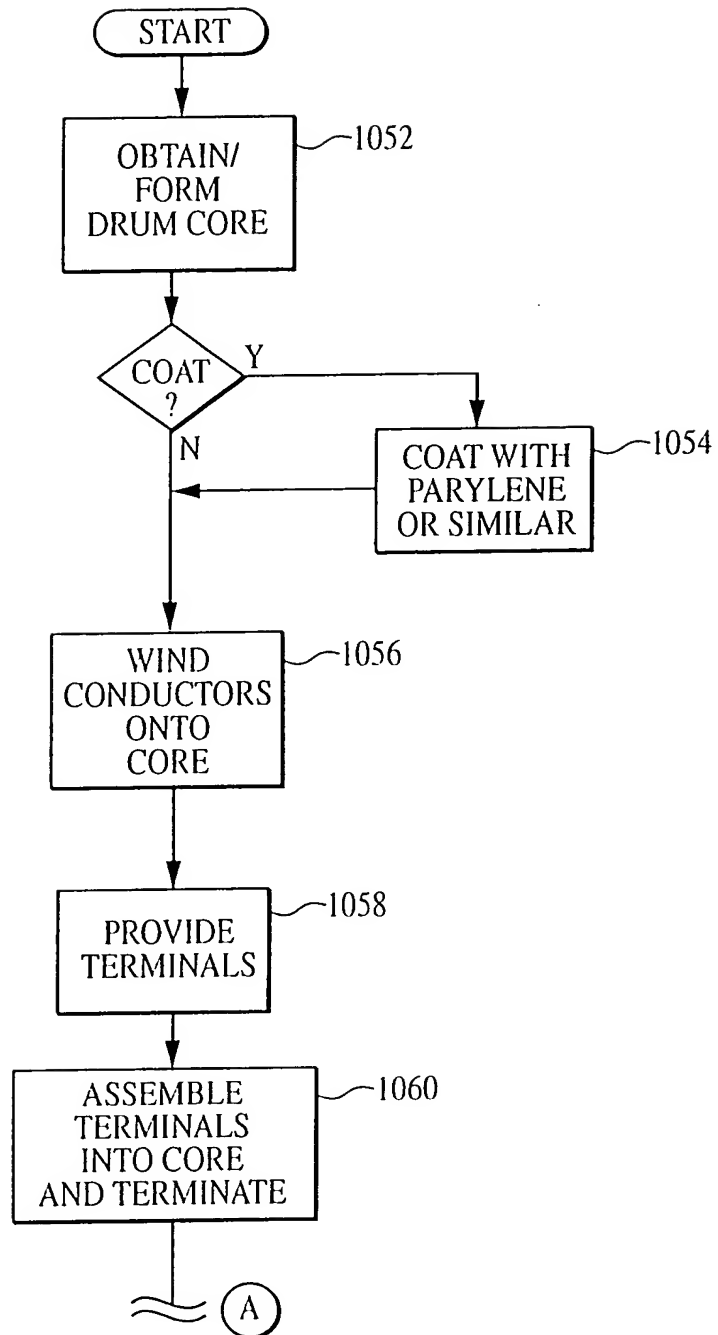 START
OBTAIN/
FORM
DRUM CORE
1052
COAT
?
Y
N
COAT WITH
PARYLENE
OR SIMILAR
1054
WIND
CONDUCTORS
ONTO
CORE
1056
PROVIDE
TERMINALS
1058
ASSEMBLE
TERMINALS
INTO CORE
AND TERMINATE
1060
A